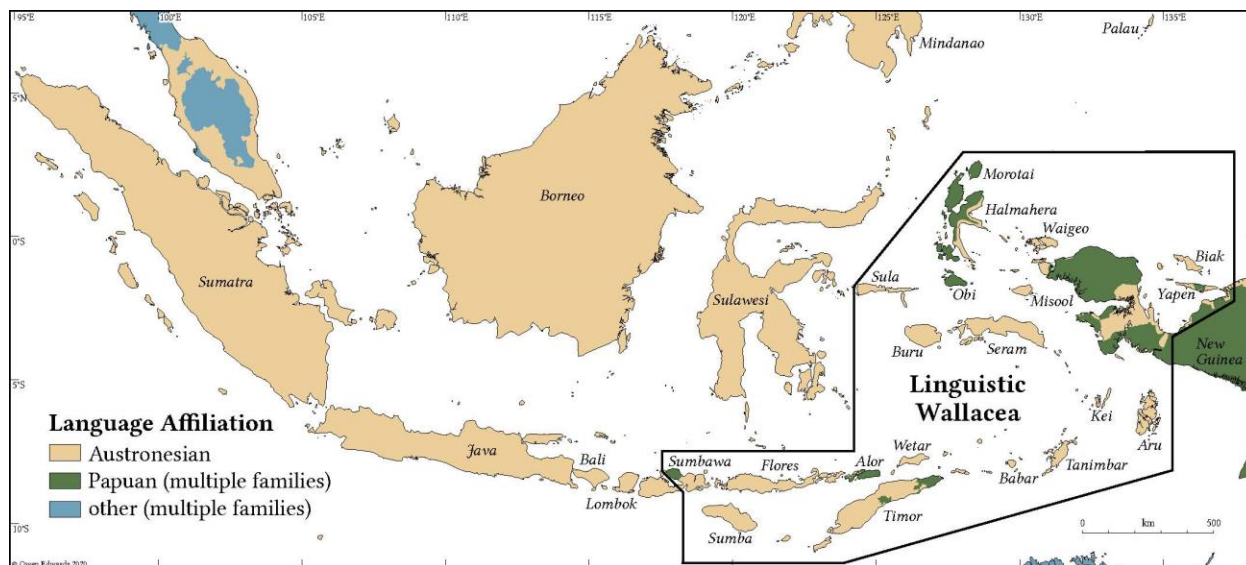 95°E
100°E
105°E
110°E
115°E
120°E
125°E
130°E
135°E
Palau
Mindanao
5°N
Morotai
Borneo
Halmahera
Waigeo
0°S
Biak
Sumatra
Sulawesi
Sula
Obi
Misool
Yapen
Buru
Seram
New
Guinea
5°S
Linguistic
Wallacea
Kei
Language Affiliation
Austronesian
Papuan (multiple families)
other (multiple families)
Java
Bali
Lombok
Sumbawa
Flores
Alor
Wetar
Aru
Tanimbar
Babar
Timor
Sumba
10°S
0 km 500
© Owen Edwards 2020